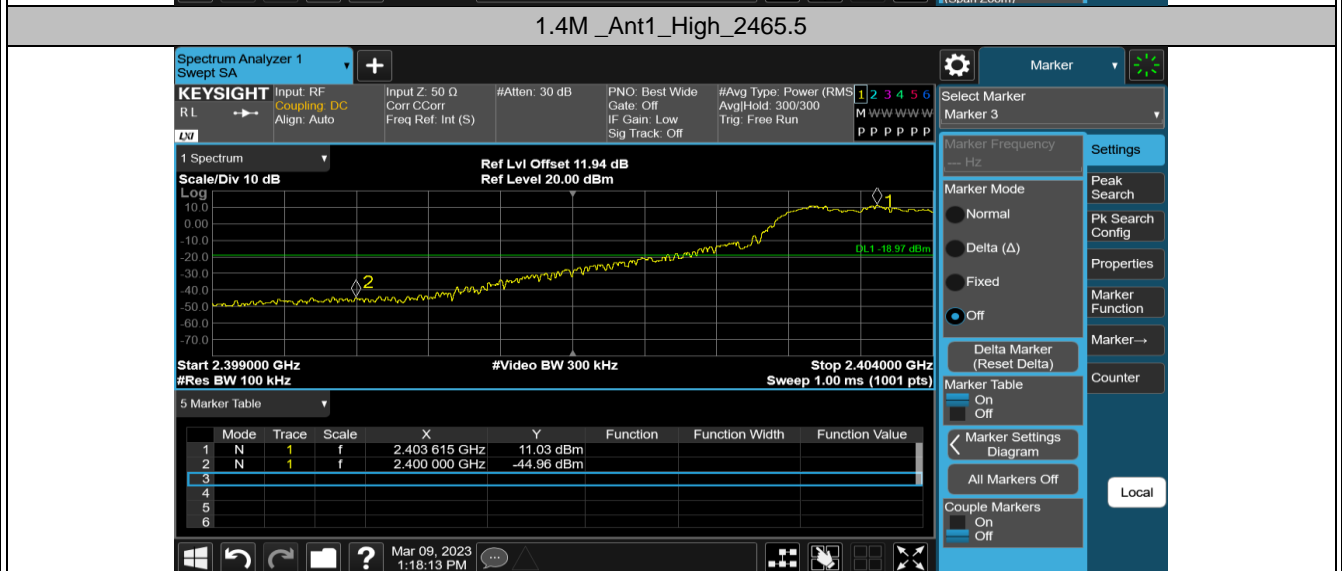 (Span Zoom)
1.4M _Ant1_High_2465.5
Spectrum Analyzer 1
Swept SA
+
Marker
KEYSIGHT
RL
LXI
Input: RF
Coupling: DC
Align: Auto
Input Z: 50 Ω
Corr CCorr
Freq Ref: Int (S)
#Atten: 30 dB
PNO: Best Wide
Gate: Off
IF Gain: Low
Sig Track: Off
#Avg Type: Power (RMS
Avg|Hold: 300/300
Trig: Free Run
1 2 3 4 5 6
M W W W W W
P P P P P P
Select Marker
Marker 3
1 Spectrum
Scale/Div 10 dB
Log
Ref Lvl Offset 11.94 dB
Ref Level 20.00 dBm
10.0
0.00
-10.0
-20.0
-30.0
-40.0
-50.0
-60.0
-70.0
1
2
DL1 -18.97 dBm
Start 2.399000 GHz
#Res BW 100 kHz
#Video BW 300 kHz
Stop 2.404000 GHz
Sweep 1.00 ms (1001 pts)
Marker Frequency
--- Hz
Marker Mode
Normal
Delta (Δ)
Fixed
Off
Delta Marker
(Reset Delta)
Marker Table
On
Off
Marker Settings
Diagram
All Markers Off
Couple Markers
On
Off
Settings
Peak
Search
Pk Search
Config
Properties
Marker
Function
Marker→
Counter
Local
5 Marker Table
Mode Trace Scale X Y Function Function Width Function Value
1 N 1 f 2.403 615 GHz 11.03 dBm
2 N 1 f 2.400 000 GHz -44.96 dBm
3
4
5
6
?
Mar 09, 2023
1:18:13 PM